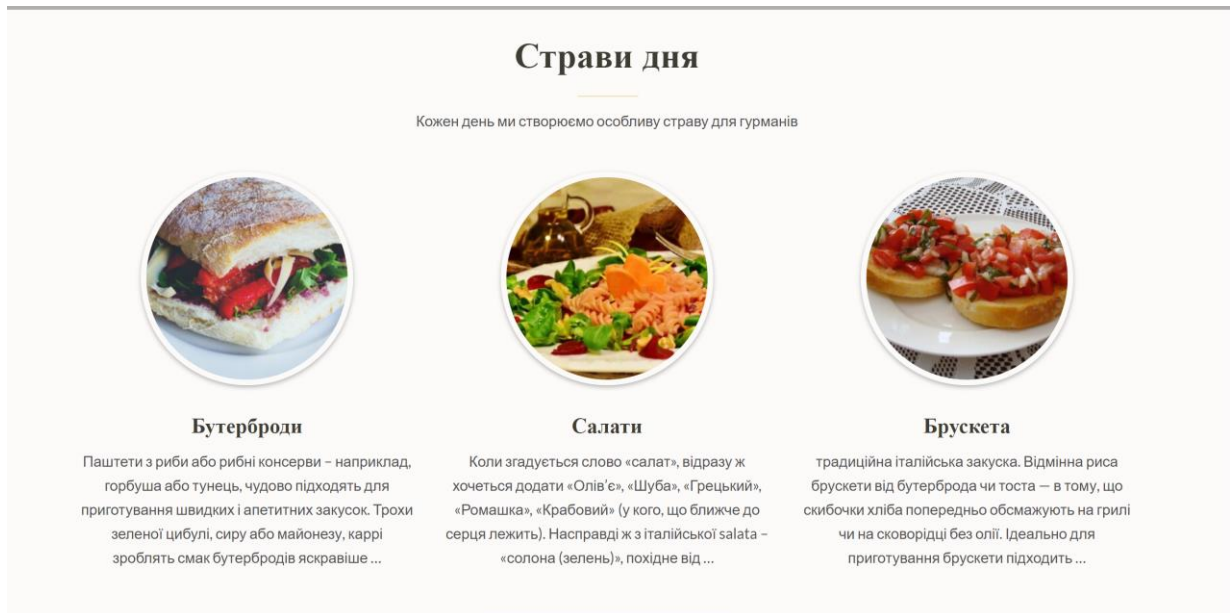 Страви дня
Кожен день ми створюємо особливу страву для гурманів
Бутерброди
Паштети з риби або рибні консерви – наприклад,
горбуша або тунець, чудово підходять для
приготування швидких і апетитних закусок. Трохи
зеленої цибулі, сиру або майонезу, каррі
зроблять смак бутербродів яскравіше ...
Салати
Коли згадується слово «салат», відразу ж
хочеться додати «Олів’є», «Шуба», «Грецький»,
«Ромашка», «Крабовий» (у кого, що ближче до
серця лежить). Насправді ж з італійської salata –
«солона (зелень)», похідне від ...
Брускета
традиційна італійська закуска. Відмінна риса
брускети від бутерброда чи тоста — в тому, що
скибочки хліба попередньо обсмажують на грилі
чи на сковорідці без олії. Ідеально для
приготування брускети підходить ...